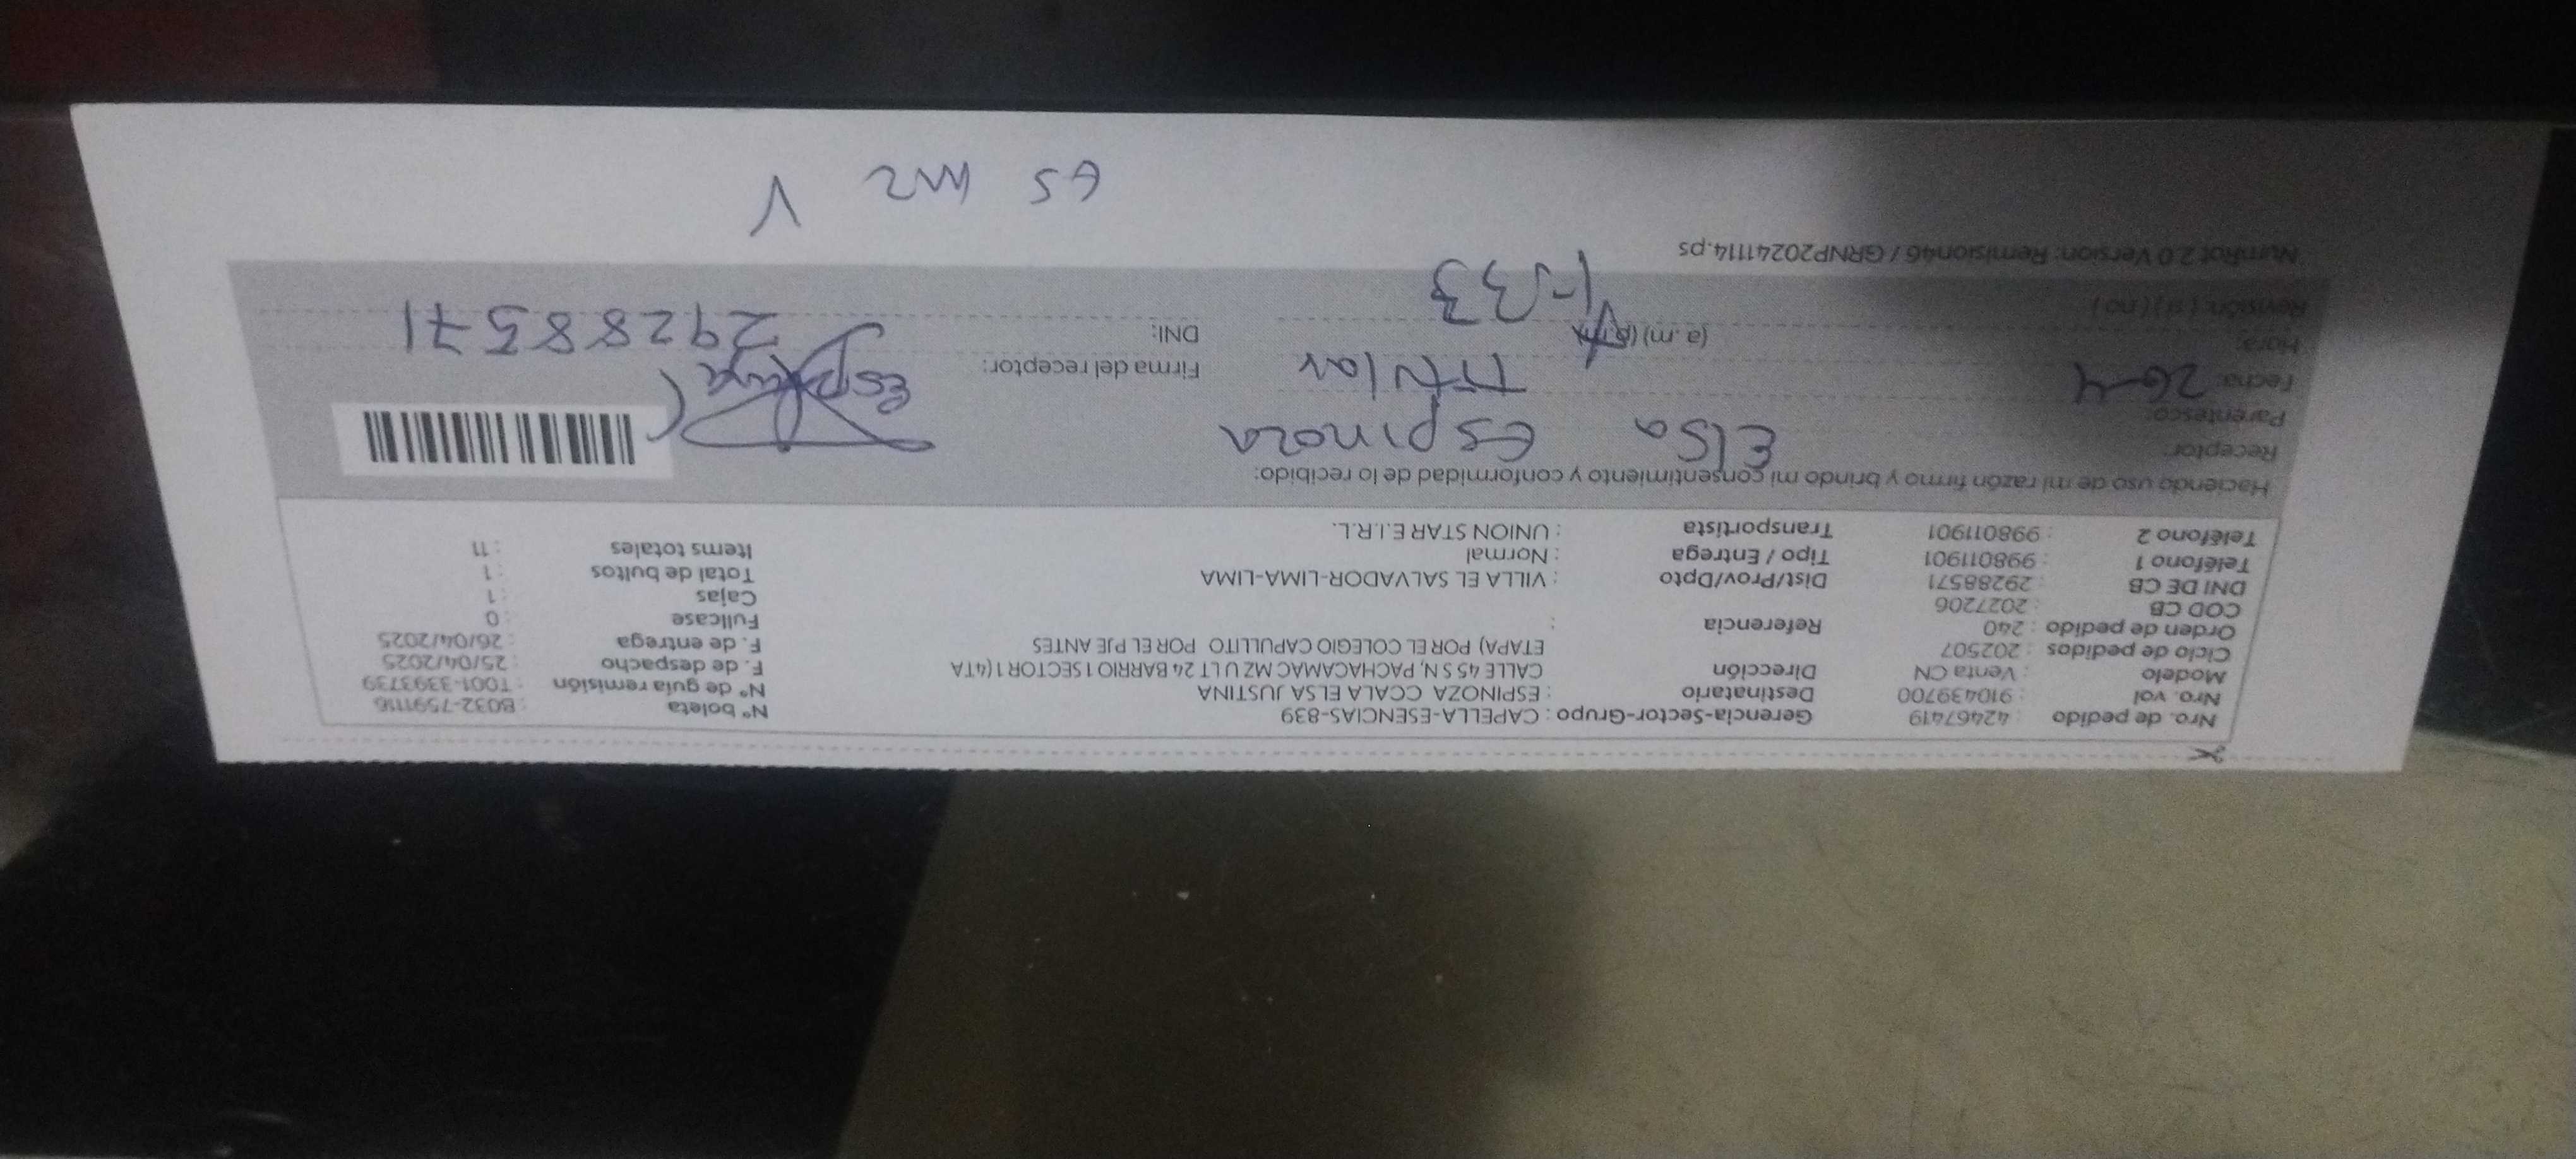 Nro. de pedido : 42467419 Gerencia-Sector-Grupo : CAPELLA-ESENCIAS-839 N° boleta : B032-7591116
Nro. vol : 910439700 Destinatario : ESPINOZA CCALA ELSA JUSTINA N° de guía remisión : T001-3393739
Modelo : Venta CN Dirección CALLE 45 S N, PACHACAMAC MZ U L T 24 BARRIO 1 SECTOR 1 (4TA F. de despacho : 25/04/2025
Ciclo de pedidos : 202507 ETAPA) POR EL COLEGIO CAPULLITO POR EL PJE ANTES F. de entrega : 26/04/2025
Orden de pedido : 240 Referencia : Fullcase : 0
COD CB : 2027206 Cajas : 1
DNI DE CB : 29288571 Dist/Prov/Dpto : VILLA EL SALVADOR-LIMA-LIMA Total de bultos : 1
Teléfono 1 : 998011901 Tipo / Entrega : Normal Items totales : 11
Teléfono 2 : 998011901 Transportista : UNION STAR E.I.R.L.
Haciendo uso de mi razón firmo y brindo mi consentimiento y conformidad de lo recibido:
Receptor: Elsa Espinoza
Parentesco: TITular
Fecha: 26-4 Firma del receptor:
Hora: (a .m) (p.m) 1-33 DNI: 29288571
Revisión: ( si ) ( no )
NumRot 2.0 Version: Remision46 / GRNP20241114.ps
es mz V